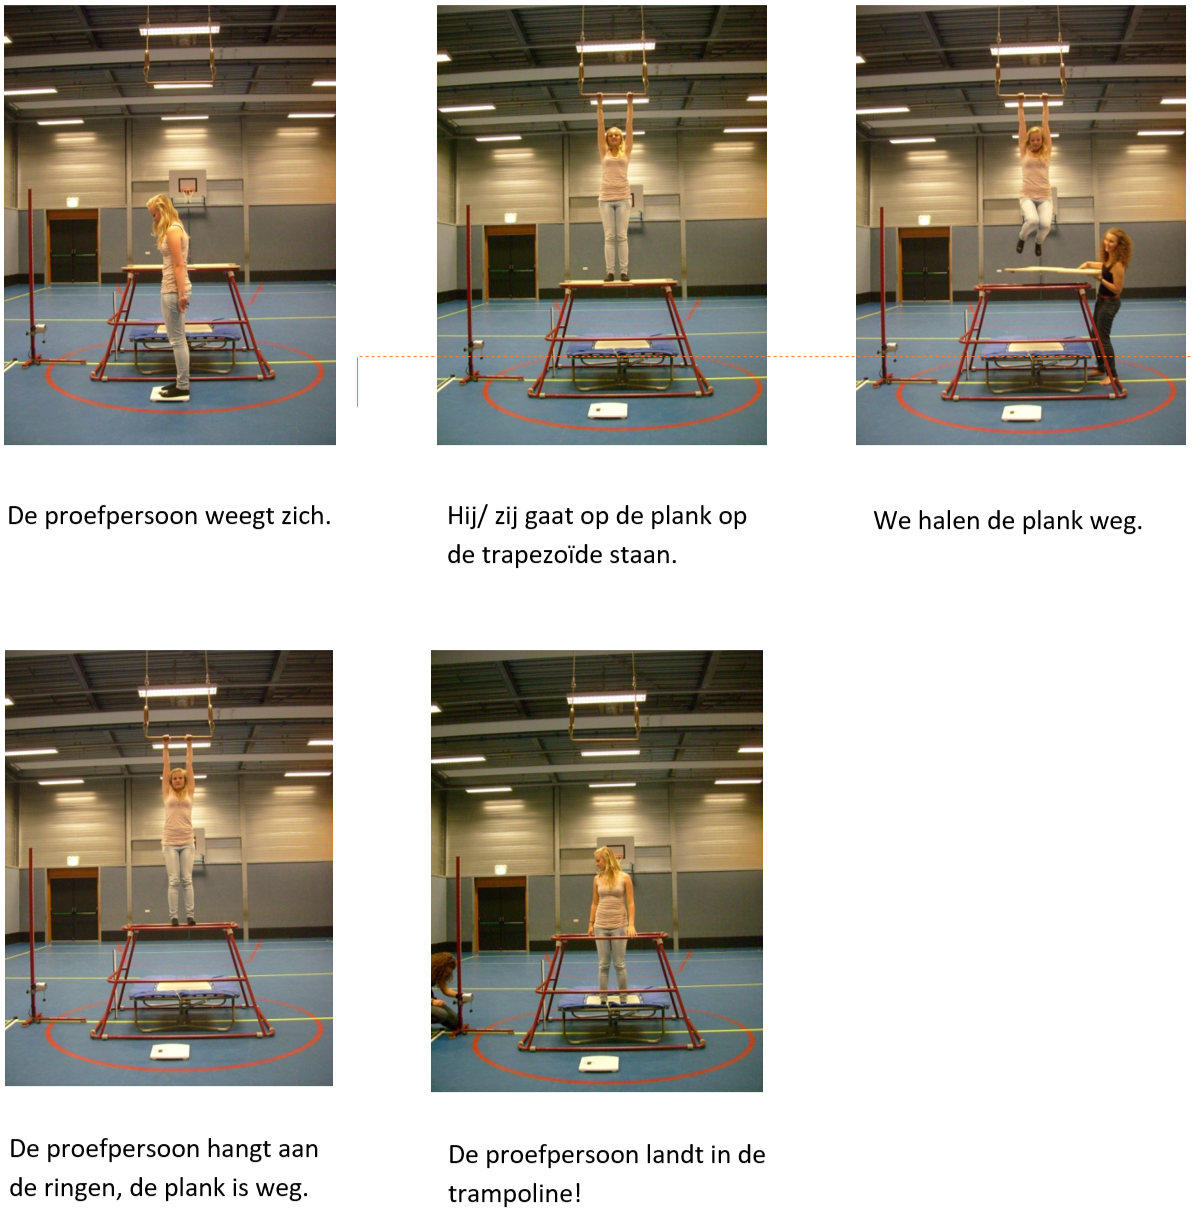 De proefpersoon weegt zich.
Hij/ zij gaat op de plank op
de trapezoïde staan.
We halen de plank weg.
De proefpersoon hangt aan
de ringen, de plank is weg.
De proefpersoon landt in de
trampoline!